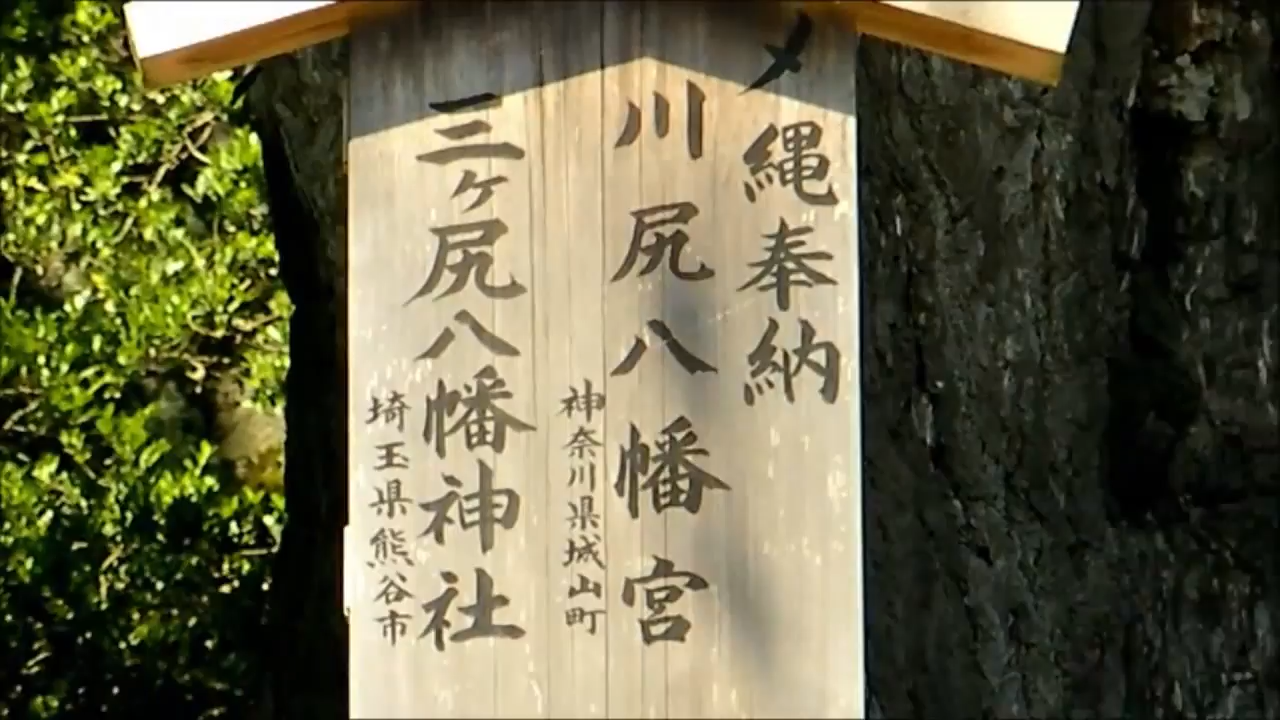 〆縄奉納
川尻八幡宮
神奈川県城山町
三ヶ尻八幡神社
埼玉県熊谷市